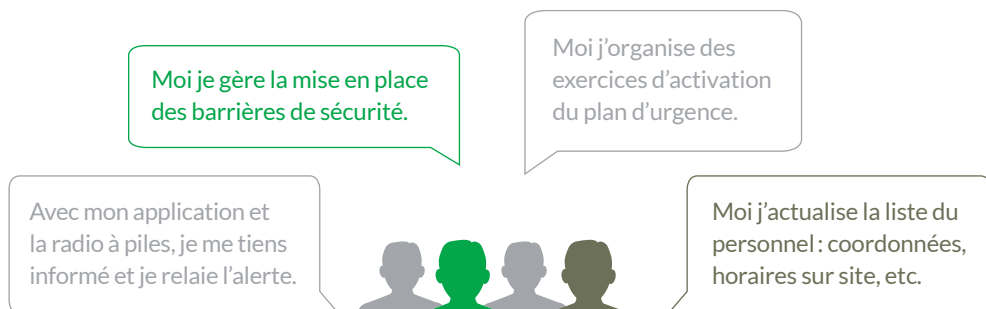 Moi j’organise des
exercices d’activation
du plan d’urgence.
Moi je gère la mise en place
des barrières de sécurité.
Avec mon application et
la radio à piles, je me tiens
informé et je relaie l’alerte.
Moi j’actualise la liste du
personnel : coordonnées,
horaires sur site, etc.